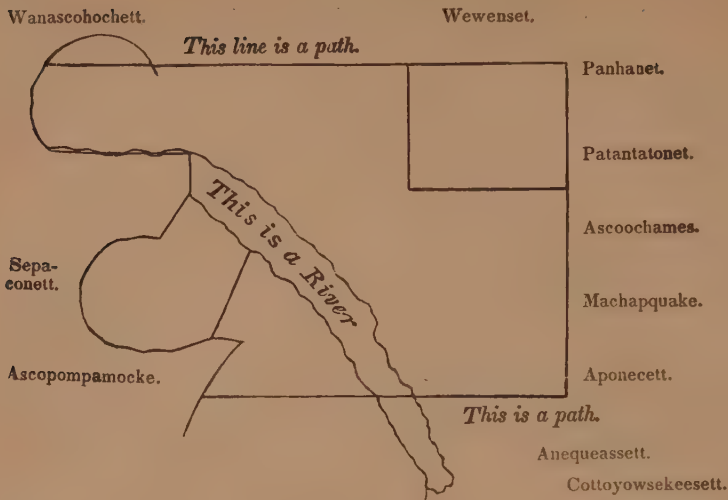 Wanascohochett.
Wewenset.
This line is a path.
Panhanet.
Patantatonet.
This is a River
Ascoochames.
Sepa-
conett.
Machapquake.
Ascopompamocke.
Aponecett.
This is a path.
Anequeassett.
Cottoyowsekeesett.